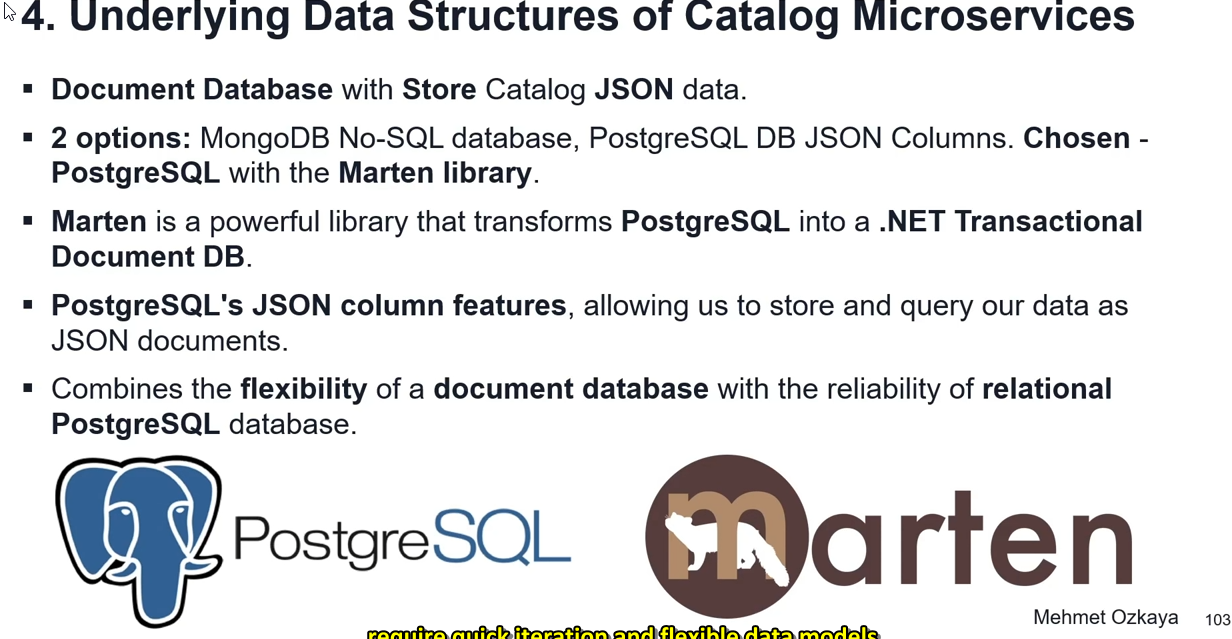 4. Underlying Data Structures of Catalog Microservices
▪ Document Database with Store Catalog JSON data.
▪ 2 options: MongoDB No-SQL database, PostgreSQL DB JSON Columns. Chosen -
PostgreSQL with the Marten library.
▪ Marten is a powerful library that transforms PostgreSQL into a .NET Transactional
Document DB.
▪ PostgreSQL's JSON column features, allowing us to store and query our data as
JSON documents.
▪ Combines the flexibility of a document database with the reliability of relational
PostgreSQL database.
PostgreSQL
marten
Mehmet Ozkaya 103
require quick iteration and flexible data models